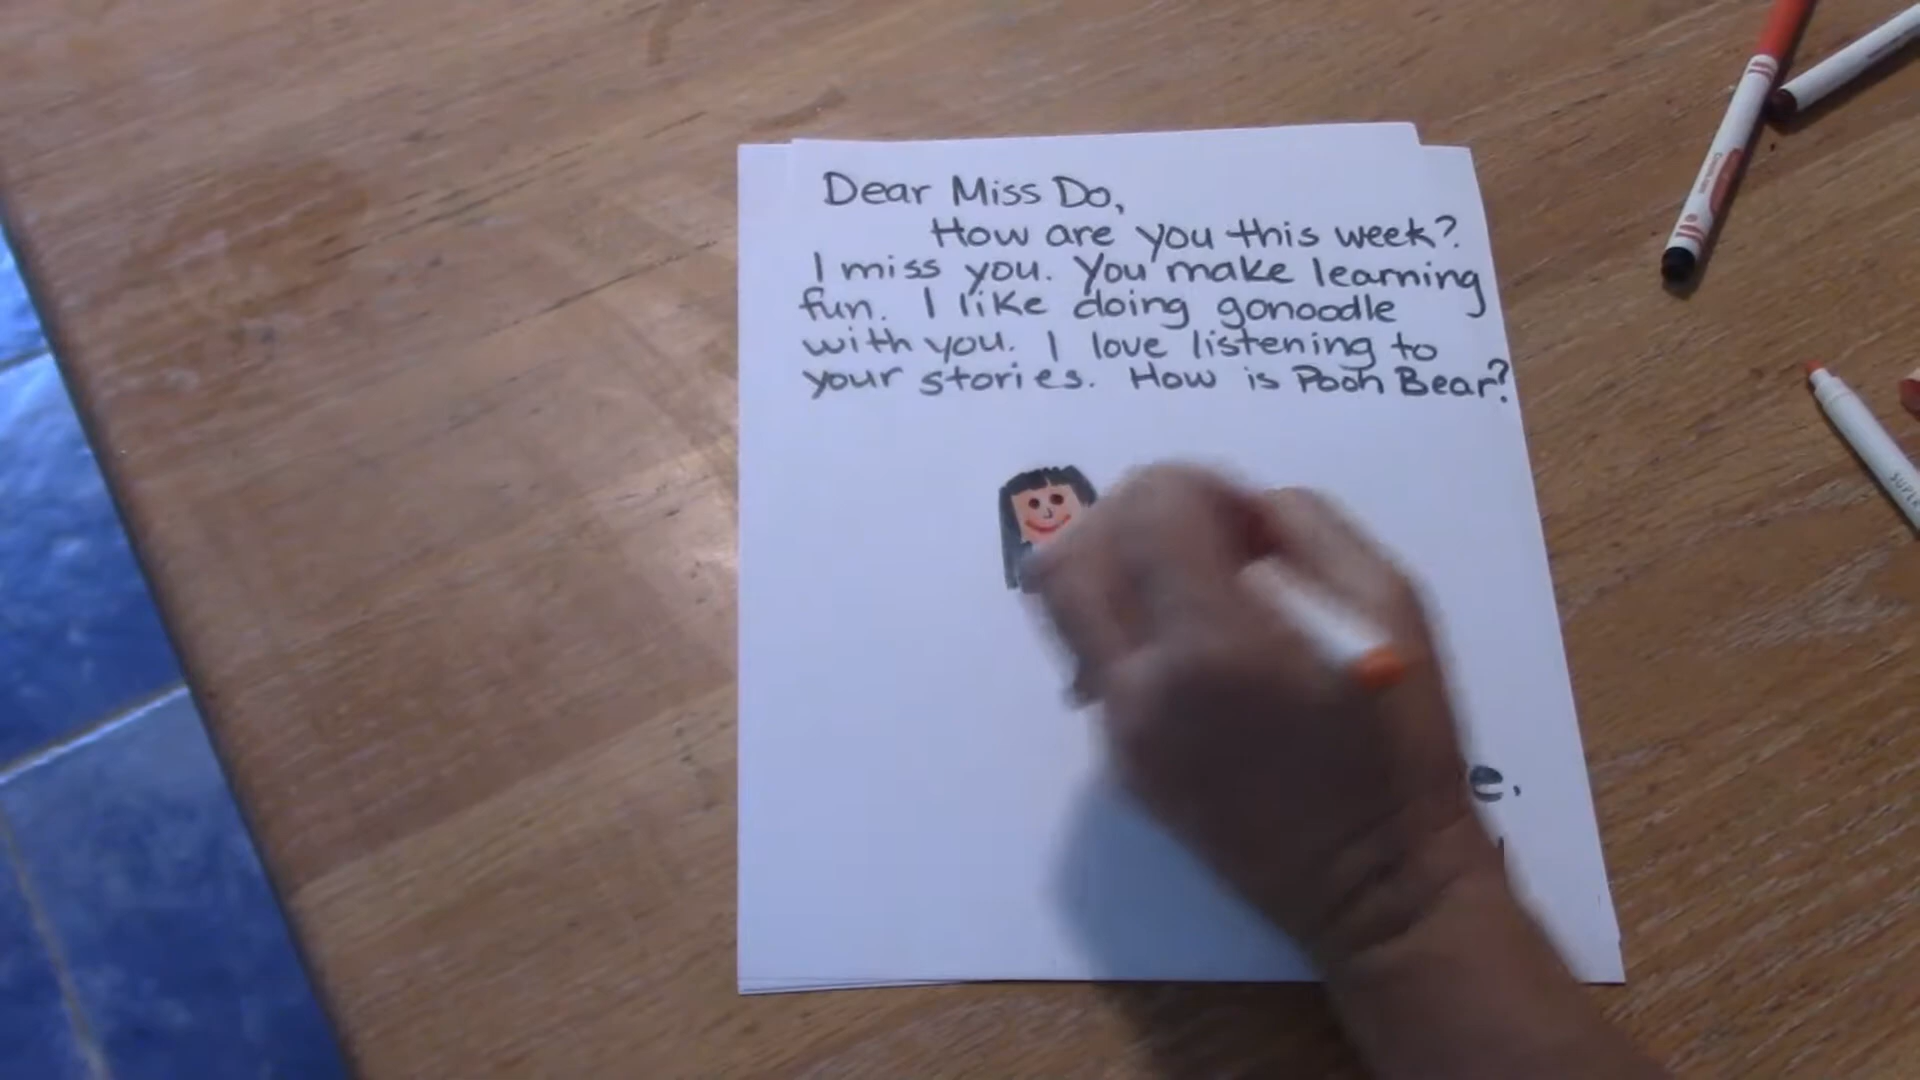 Dear Miss Do,
How are you this week?
I miss you. You make learning
fun. I like doing gonoodle
with you. I love listening to
your stories. How is Pooh Bear?